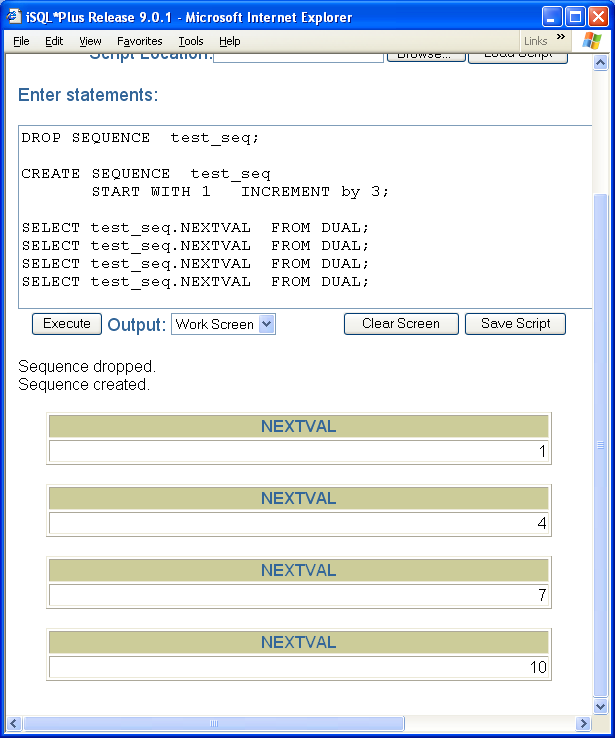 iSQL*Plus Release 9.0.1 - Microsoft Internet Explorer
File Edit View Favorites Tools Help Links »
Script Location: Browse... Load Script
Enter statements:
DROP SEQUENCE  test_seq;
CREATE SEQUENCE  test_seq
START WITH 1   INCREMENT by 3;
SELECT test_seq.NEXTVAL  FROM DUAL;
SELECT test_seq.NEXTVAL  FROM DUAL;
SELECT test_seq.NEXTVAL  FROM DUAL;
SELECT test_seq.NEXTVAL  FROM DUAL;
Execute Output: Work Screen Clear Screen Save Script
Sequence dropped.
Sequence created.
NEXTVAL
1
NEXTVAL
4
NEXTVAL
7
NEXTVAL
10